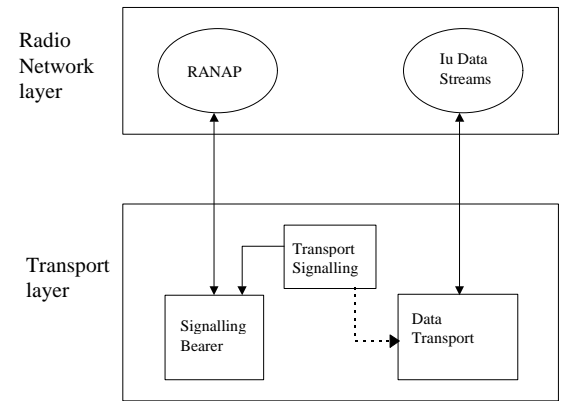 Radio
Network
layer
RANAP
Iu Data
Streams
Transport
layer
Transport
Signalling
Signalling
Bearer
Data
Transport